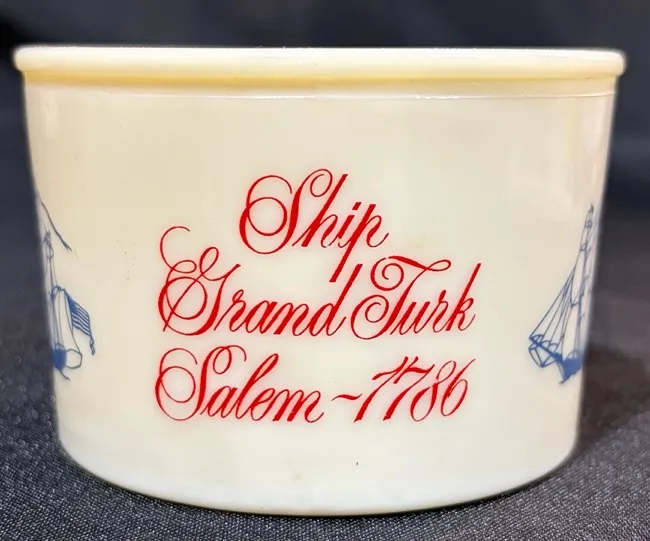 Ship
Grand Turk
Salem ~ 1786